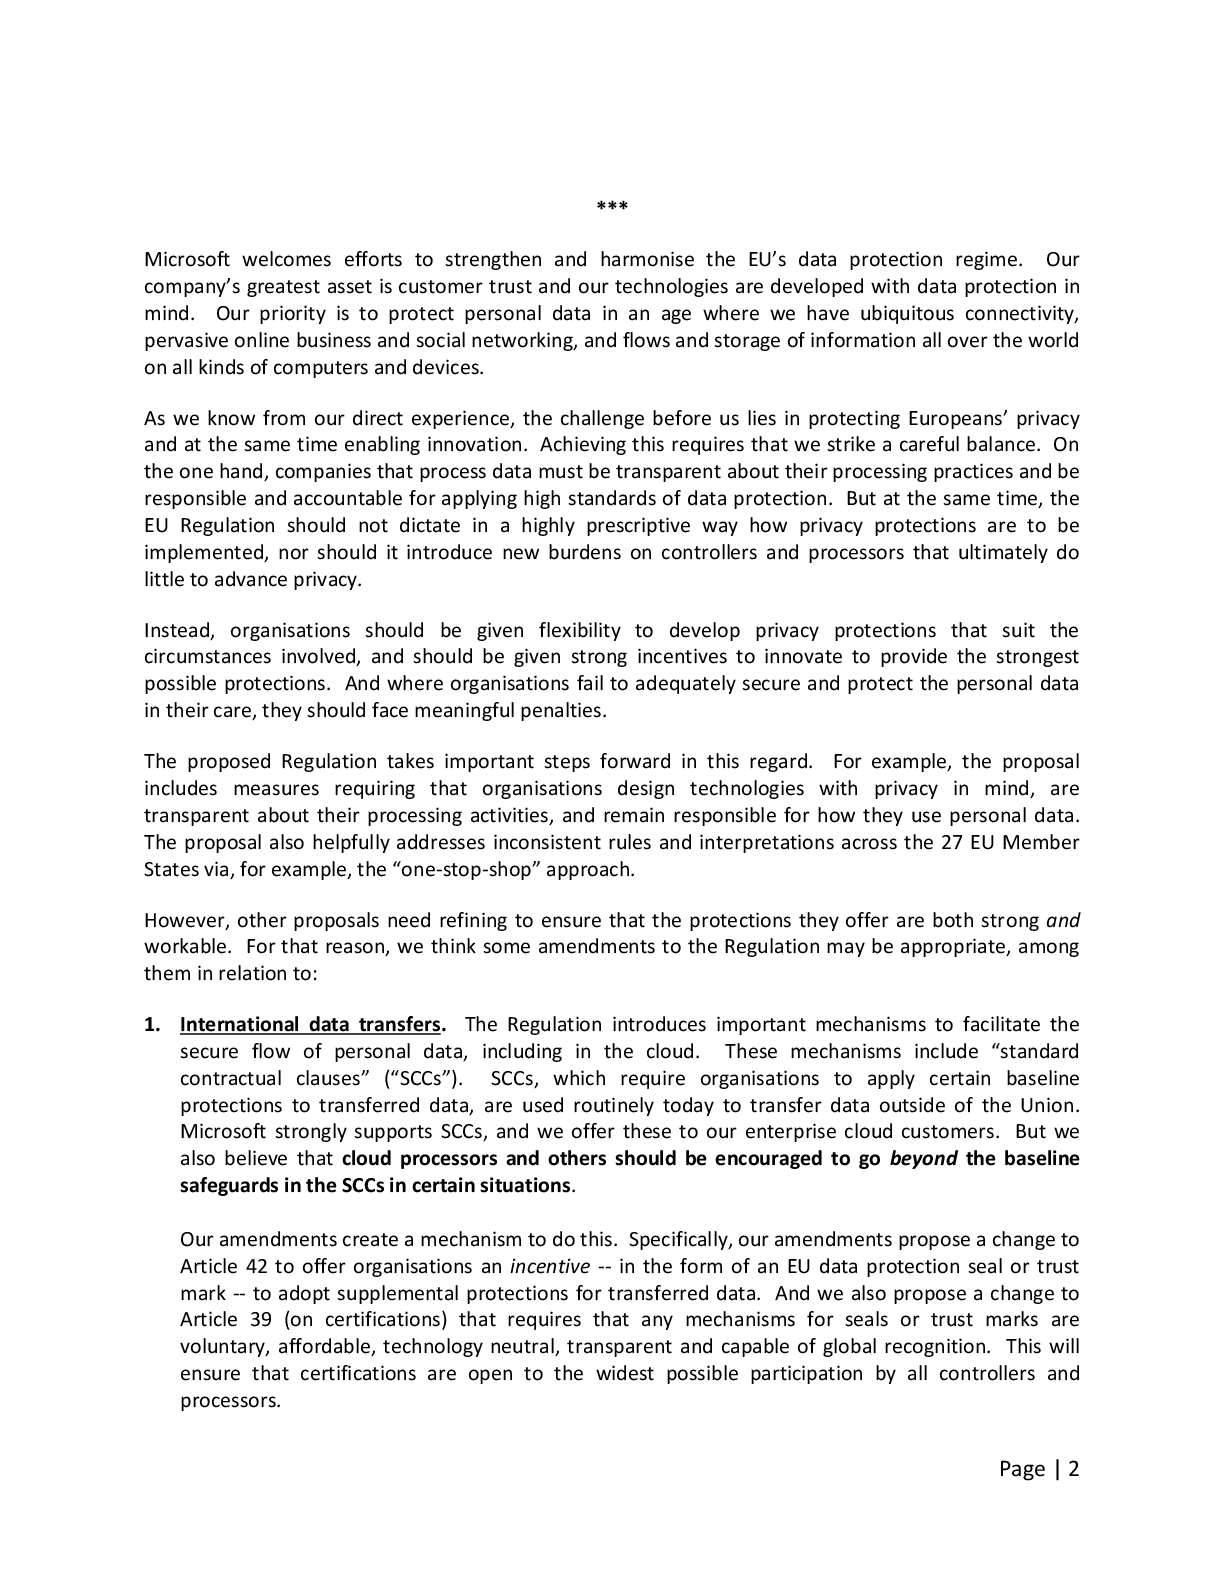 ***
Microsoft welcomes efforts to strengthen and harmonise the EU’s data protection regime. Our
company’s greatest asset is customer trust and our technologies are developed with data protection in
mind. Our priority is to protect personal data in an age where we have ubiquitous connectivity,
pervasive online business and social networking, and flows and storage of information all over the world
on all kinds of computers and devices.
As we know from our direct experience, the challenge before us lies in protecting Europeans’ privacy
and at the same time enabling innovation. Achieving this requires that we strike a careful balance. On
the one hand, companies that process data must be transparent about their processing practices and be
responsible and accountable for applying high standards of data protection. But at the same time, the
EU Regulation should not dictate in a highly prescriptive way how privacy protections are to be
implemented, nor should it introduce new burdens on controllers and processors that ultimately do
little to advance privacy.
Instead, organisations should be given flexibility to develop privacy protections that suit the
circumstances involved, and should be given strong incentives to innovate to provide the strongest
possible protections. And where organisations fail to adequately secure and protect the personal data
in their care, they should face meaningful penalties.
The proposed Regulation takes important steps forward in this regard. For example, the proposal
includes measures requiring that organisations design technologies with privacy in mind, are
transparent about their processing activities, and remain responsible for how they use personal data.
The proposal also helpfully addresses inconsistent rules and interpretations across the 27 EU Member
States via, for example, the “one-stop-shop” approach.
However, other proposals need refining to ensure that the protections they offer are both strong and
workable. For that reason, we think some amendments to the Regulation may be appropriate, among
them in relation to:
1. International data transfers. The Regulation introduces important mechanisms to facilitate the
secure flow of personal data, including in the cloud. These mechanisms include “standard
contractual clauses” (“SCCs”). SCCs, which require organisations to apply certain baseline
protections to transferred data, are used routinely today to transfer data outside of the Union.
Microsoft strongly supports SCCs, and we offer these to our enterprise cloud customers. But we
also believe that cloud processors and others should be encouraged to go beyond the baseline
safeguards in the SCCs in certain situations.
Our amendments create a mechanism to do this. Specifically, our amendments propose a change to
Article 42 to offer organisations an incentive -- in the form of an EU data protection seal or trust
mark -- to adopt supplemental protections for transferred data. And we also propose a change to
Article 39 (on certifications) that requires that any mechanisms for seals or trust marks are
voluntary, affordable, technology neutral, transparent and capable of global recognition. This will
ensure that certifications are open to the widest possible participation by all controllers and
processors.
Page | 2